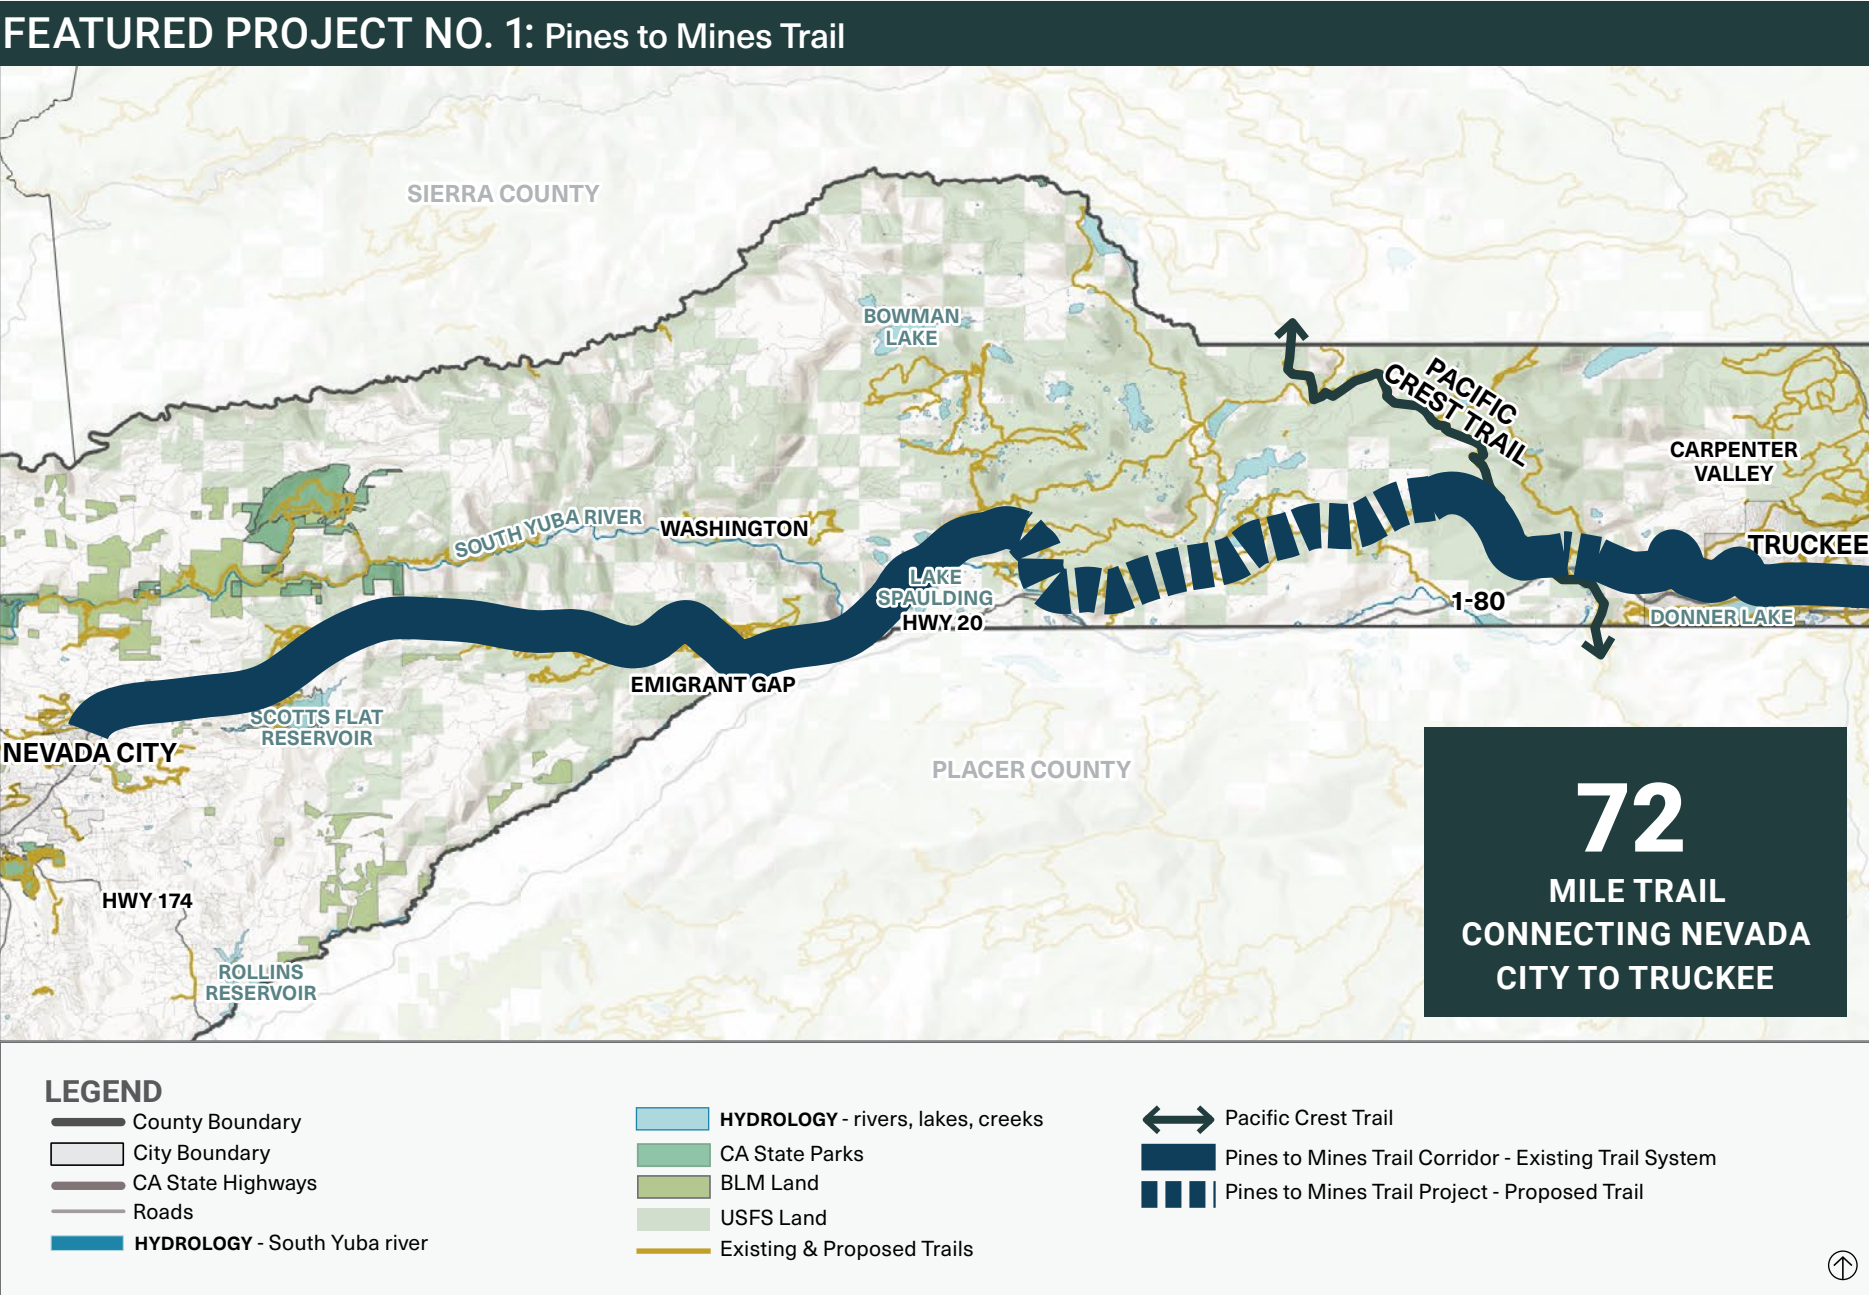 FEATURED PROJECT NO. 1: Pines to Mines Trail
SIERRA COUNTY
BOWMAN
LAKE
PACIFIC
CREST TRAIL
CARPENTER
VALLEY
SOUTH YUBA RIVER
WASHINGTON
TRUCKEE
LAKE
SPAULDING
HWY 20
1-80
DONNER LAKE
EMIGRANT GAP
SCOTTS FLAT
RESERVOIR
NEVADA CITY
PLACER COUNTY
HWY 174
ROLLINS
RESERVOIR
72
MILE TRAIL
CONNECTING NEVADA
CITY TO TRUCKEE
LEGEND
County Boundary
City Boundary
CA State Highways
Roads
HYDROLOGY - South Yuba river
HYDROLOGY - rivers, lakes, creeks
CA State Parks
BLM Land
USFS Land
Existing & Proposed Trails
Pacific Crest Trail
Pines to Mines Trail Corridor - Existing Trail System
Pines to Mines Trail Project - Proposed Trail